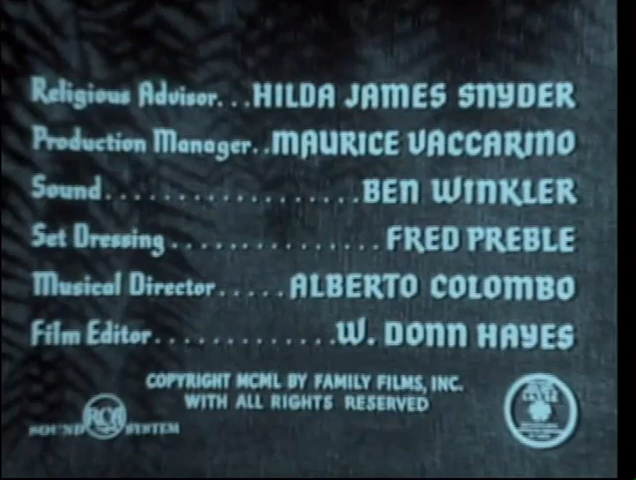 Religious Advisor...HILDA JAMES SNYDER
Production Manager..MAURICE VACCARINO
Sound..................BEN WINKLER
Set Dressing...............FRED PREBLE
Musical Director.....ALBERTO COLOMBO
Film Editor.............W. DONN HAYES
COPYRIGHT MCML BY FAMILY FILMS, INC.
WITH ALL RIGHTS RESERVED
SOUND RCA SYSTEM